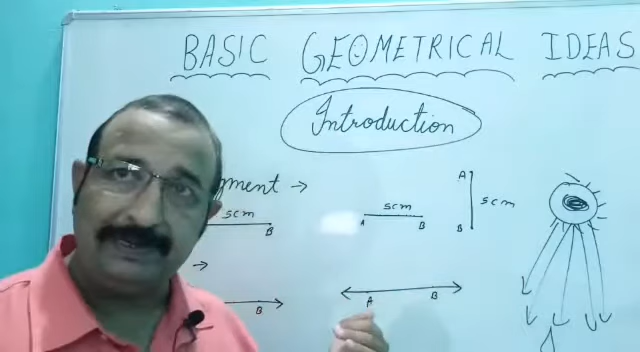 BASIC GEOMETRICAL IDEAS
Introduction
gment →
5cm
B
5cm
A B
A
5cm
B
→
B
A B